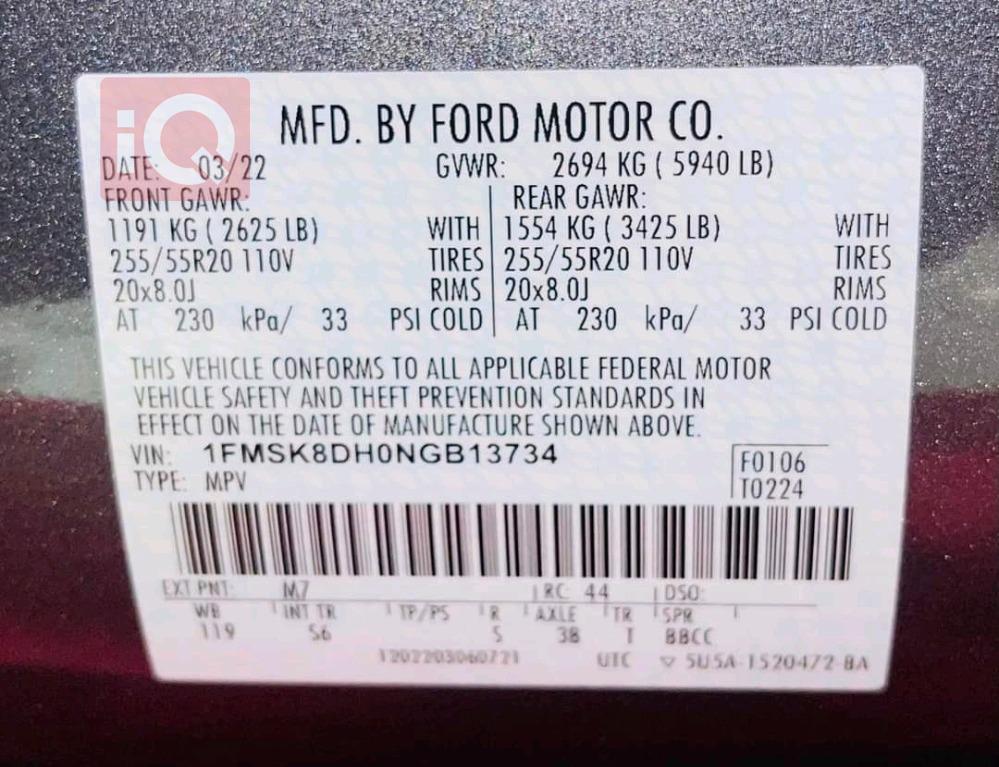 iQ
MFD. BY FORD MOTOR CO.
DATE: 03/22 GVWR: 2694 KG ( 5940 LB)
FRONT GAWR: REAR GAWR:
1191 KG ( 2625 LB) WITH 1554 KG ( 3425 LB) WITH
255/55R20 110V TIRES 255/55R20 110V TIRES
20x8.0J RIMS 20x8.0J RIMS
AT 230 kPa/ 33 PSI COLD AT 230 kPa/ 33 PSI COLD
THIS VEHICLE CONFORMS TO ALL APPLICABLE FEDERAL MOTOR
VEHICLE SAFETY AND THEFT PREVENTION STANDARDS IN
EFFECT ON THE DATE OF MANUFACTURE SHOWN ABOVE.
VIN: 1FMSK8DH0NGB13734
F0106
TYPE: MPV
T0224
EXT PNT: M7 RC: 44 DSO:
WB INT TR TP/PS R AXLE TR SPR
119 S6 S 38 T BBCC
1202203060721 UTC ▽ 5U5A-1520472-BA